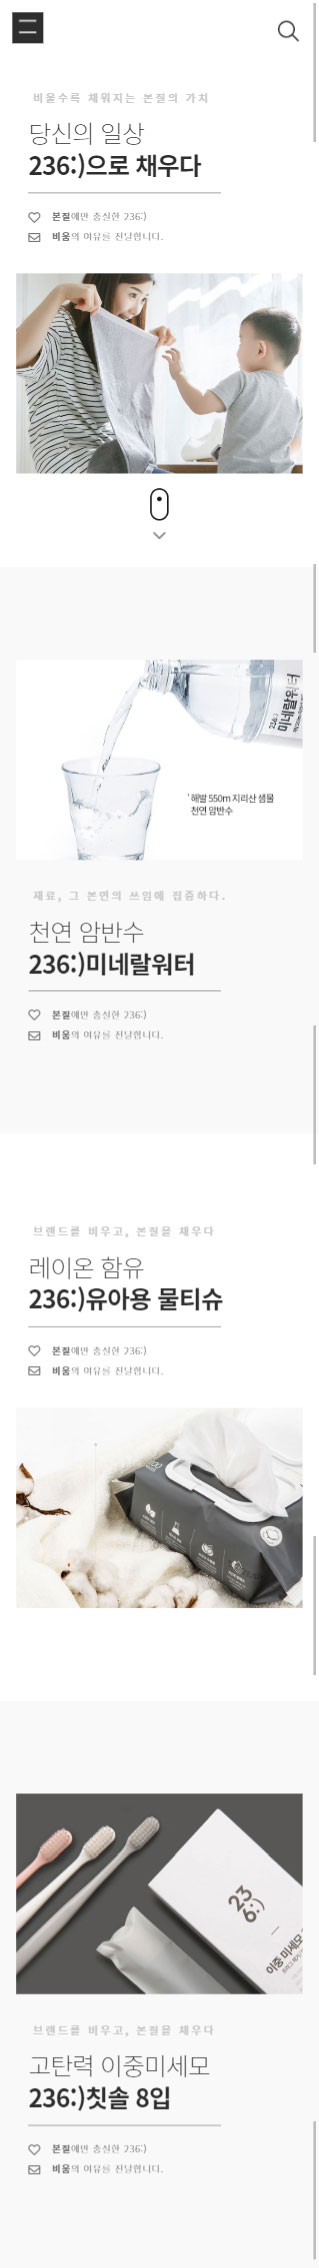 비울수록 채워지는 본질의 가치
당신의 일상
236:)으로 채우다
본질에만 충실한 236:)
비움의 여유를 전달합니다.
236:)
미네랄워터
'해발 550m 지리산 샘물
천연 암반수
재료, 그 본연의 쓰임에 집중하다.
천연 암반수
236:)미네랄워터
본질에만 충실한 236:)
비움의 여유를 전달합니다.
브랜드를 비우고, 본질을 채우다
레이온 함유
236:)유아용 물티슈
본질에만 충실한 236:)
비움의 여유를 전달합니다.
23
6:)
이중 미세모
브랜드를 비우고, 본질을 채우다
고탄력 이중미세모
236:)칫솔 8입
본질에만 충실한 236:)
비움의 여유를 전달합니다.